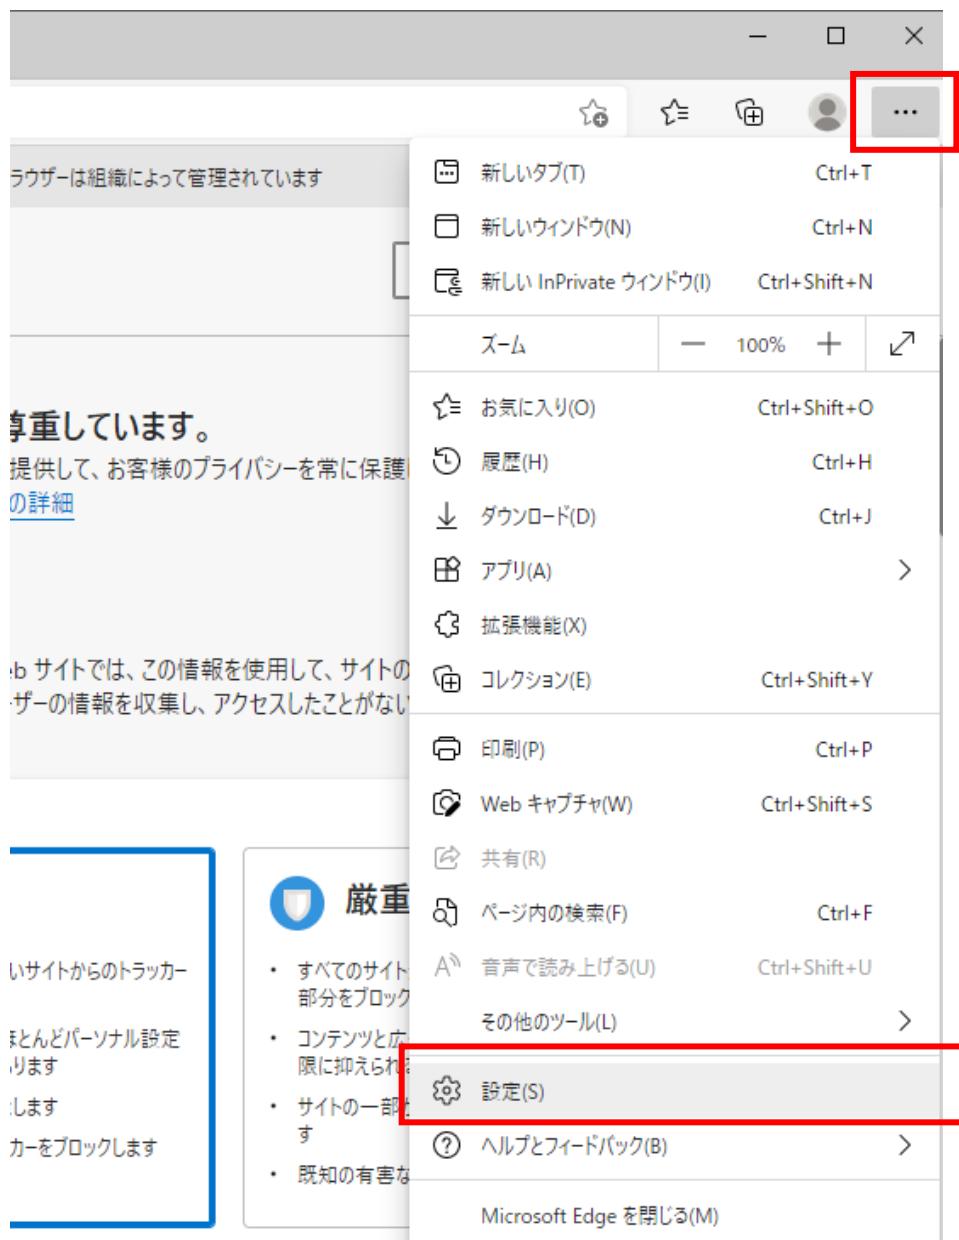 ラウザーは組織によって管理されています
尊重しています。
提供して、お客様のプライバシーを常に保護
の詳細
eb サイトでは、この情報を使用して、サイトの
ーザーの情報を収集し、アクセスしたことがない
いサイトからのトラッカー
ほとんどパーソナル設定
ります
します
カーをブロックします
厳重
• すべてのサイト
部分をブロック
• コンテンツと広
限に抑えられ
• サイトの一部が
す
• 既知の有害な
新しいタブ(T) Ctrl+T
新しいウィンドウ(N) Ctrl+N
新しい InPrivate ウィンドウ(I) Ctrl+Shift+N
ズーム — 100% +
お気に入り(O) Ctrl+Shift+O
履歴(H) Ctrl+H
ダウンロード(D) Ctrl+J
アプリ(A)
拡張機能(X)
コレクション(E) Ctrl+Shift+Y
印刷(P) Ctrl+P
Web キャプチャ(W) Ctrl+Shift+S
共有(R)
ページ内の検索(F) Ctrl+F
音声で読み上げる(U) Ctrl+Shift+U
その他のツール(L)
設定(S)
ヘルプとフィードバック(B)
Microsoft Edge を閉じる(M)